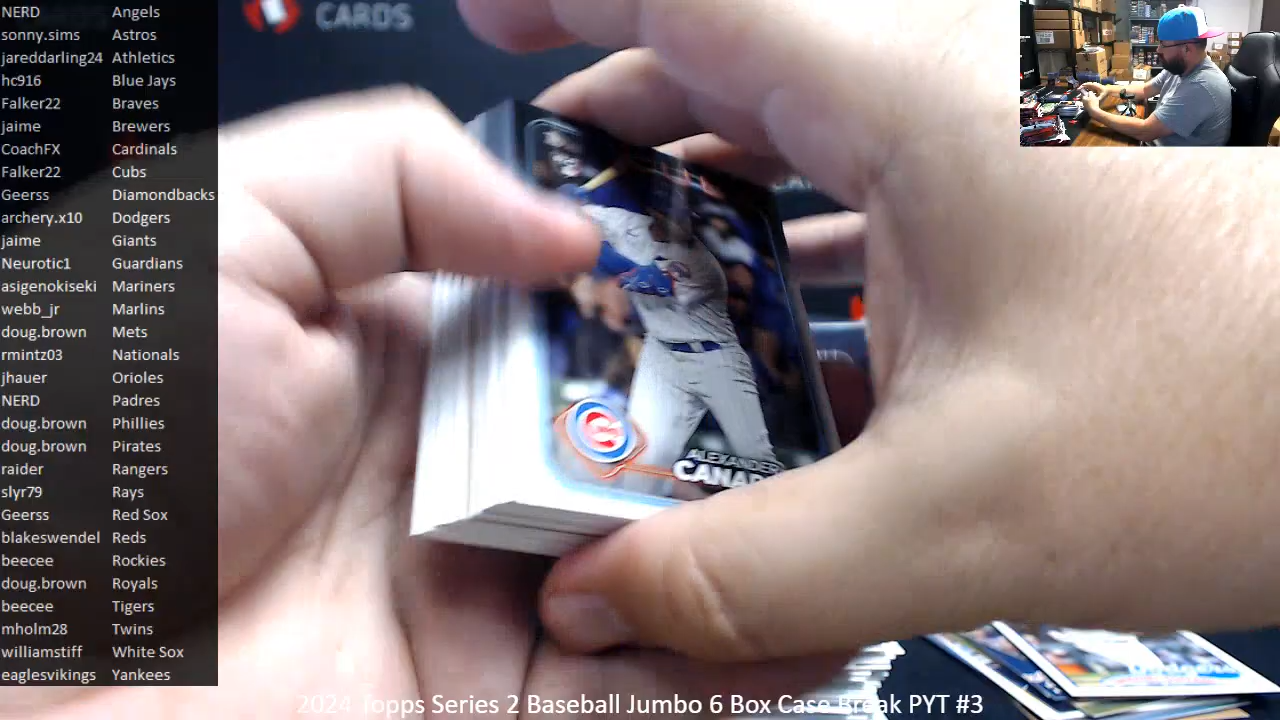 NERD Angels
sonny.sims Astros
jareddarling24 Athletics
hc916 Blue Jays
Falker22 Braves
jaime Brewers
CoachFX Cardinals
Falker22 Cubs
Geerss Diamondbacks
archery.x10 Dodgers
jaime Giants
Neurotic1 Guardians
asigenokiseki Mariners
webb_jr Marlins
doug.brown Mets
rmintz03 Nationals
jhauer Orioles
NERD Padres
doug.brown Phillies
doug.brown Pirates
raider Rangers
slyr79 Rays
Geerss Red Sox
blakeswendel Reds
beecee Rockies
doug.brown Royals
beecee Tigers
mholm28 Twins
williamstiff White Sox
eaglesvikings Yankees
CARDS
ALEXANDER
2024 Topps Series 2 Baseball Jumbo 6 Box Case Break PYT #3